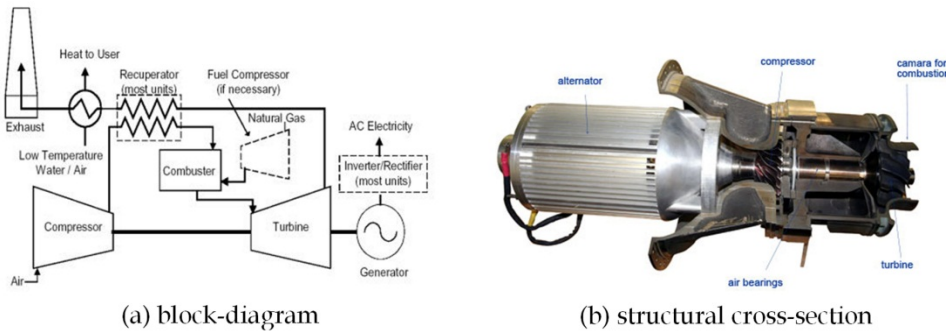 Heat to User
Recuperator
(most units)
Fuel Compressor
(if necessary)
Natural Gas
Exhaust
Low Temperature
Water / Air
Combuster
AC Electricity
Inverter/Rectifier
(most units)
Compressor
Turbine
Generator
Air
(a) block-diagram
alternator
compressor
camara for
combustion
air bearings
turbine
(b) structural cross-section